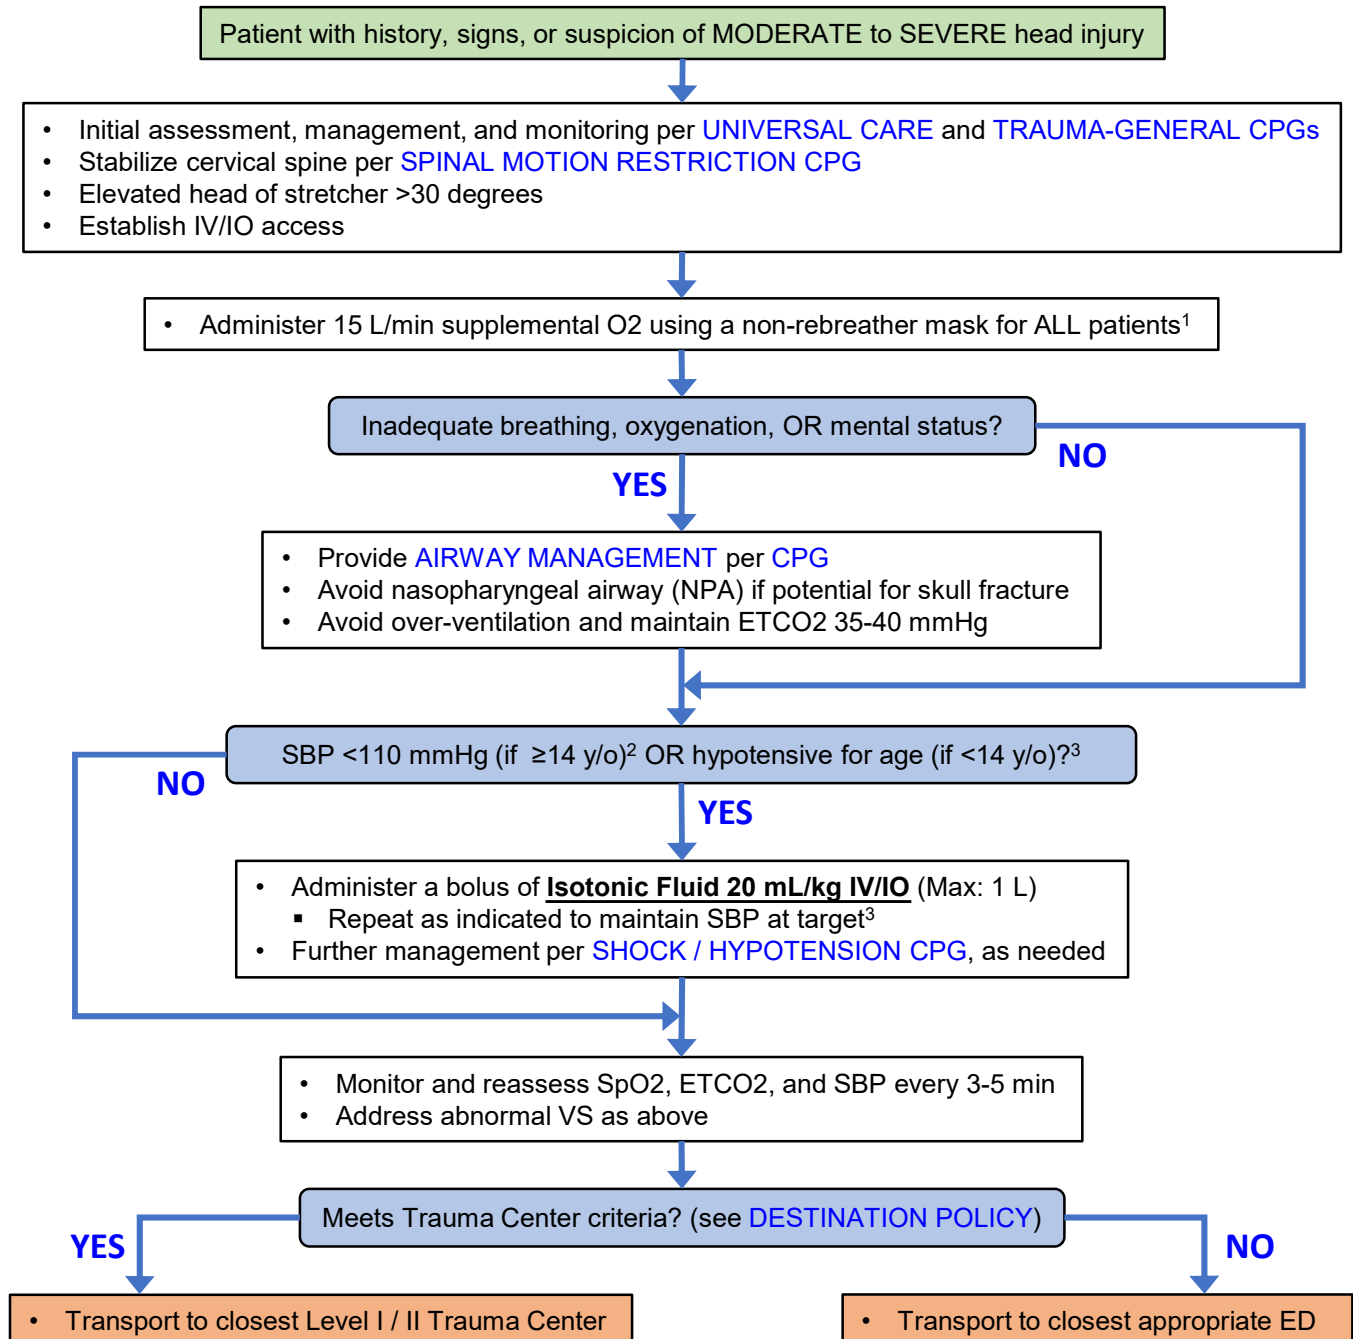 Patient with history, signs, or suspicion of MODERATE to SEVERE head injury
• Initial assessment, management, and monitoring per UNIVERSAL CARE and TRAUMA-GENERAL CPGs
• Stabilize cervical spine per SPINAL MOTION RESTRICTION CPG
• Elevated head of stretcher >30 degrees
• Establish IV/IO access
• Administer 15 L/min supplemental O2 using a non-rebreather mask for ALL patients¹
Inadequate breathing, oxygenation, OR mental status?
NO
YES
• Provide AIRWAY MANAGEMENT per CPG
• Avoid nasopharyngeal airway (NPA) if potential for skull fracture
• Avoid over-ventilation and maintain ETCO2 35-40 mmHg
SBP <110 mmHg (if ≥14 y/o)² OR hypotensive for age (if <14 y/o)?³
NO
YES
• Administer a bolus of Isotonic Fluid 20 mL/kg IV/IO (Max: 1 L)
▪ Repeat as indicated to maintain SBP at target³
• Further management per SHOCK / HYPOTENSION CPG, as needed
• Monitor and reassess SpO2, ETCO2, and SBP every 3-5 min
• Address abnormal VS as above
Meets Trauma Center criteria? (see DESTINATION POLICY)
YES
NO
• Transport to closest Level I / II Trauma Center
• Transport to closest appropriate ED